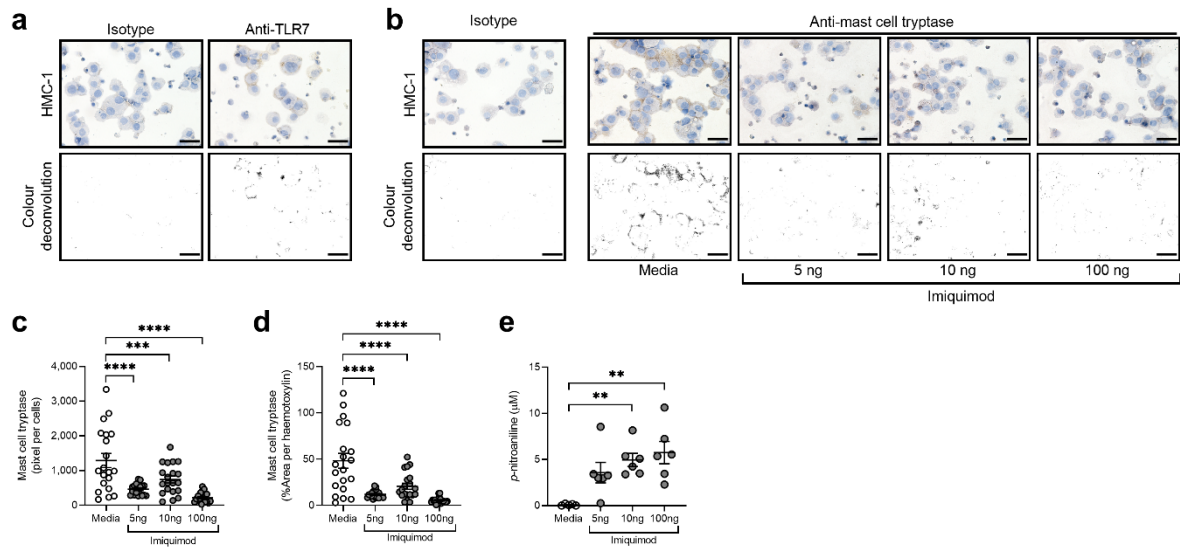 a
Isotype
Anti-TLR7
HMC-1
Colour
deconvolution
b
Isotype
Anti-mast cell tryptase
HMC-1
Colour
deconvolution
Media
5 ng
10 ng
100 ng
Imiquimod
c
****
***
****
4,000
3,000
2,000
1,000
0
Mast cell tryptase
(pixel per cells)
Media
5ng
10ng
100ng
Imiquimod
d
****
****
****
150
100
50
0
Mast cell tryptase
(%Area per haemotoxylin)
Media
5ng
10ng
100ng
Imiquimod
e
**
**
15
10
5
0
p-nitroaniline (µM)
Media
5ng
10ng
100ng
Imiquimod